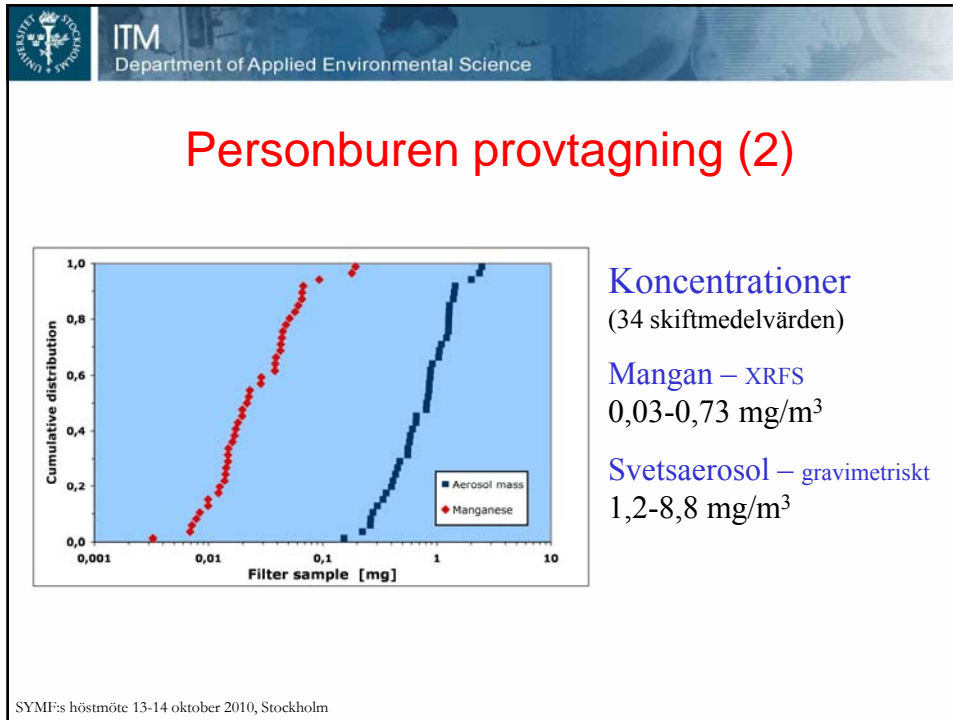 UNIVERSITET STOCKHOLMS
ITM
Department of Applied Environmental Science
Personburen provtagning (2)
1,0
0,8
0,6
0,4
0,2
0,0
Cumulative distribution
Aerosol mass
Manganese
0,001
0,01
0,1
1
10
Filter sample [mg]
Koncentrationer
(34 skiftmedelvärden)
Mangan – XRFS
0,03-0,73 mg/m³
Svetsaerosol – gravimetriskt
1,2-8,8 mg/m³
SYMF:s höstmöte 13-14 oktober 2010, Stockholm